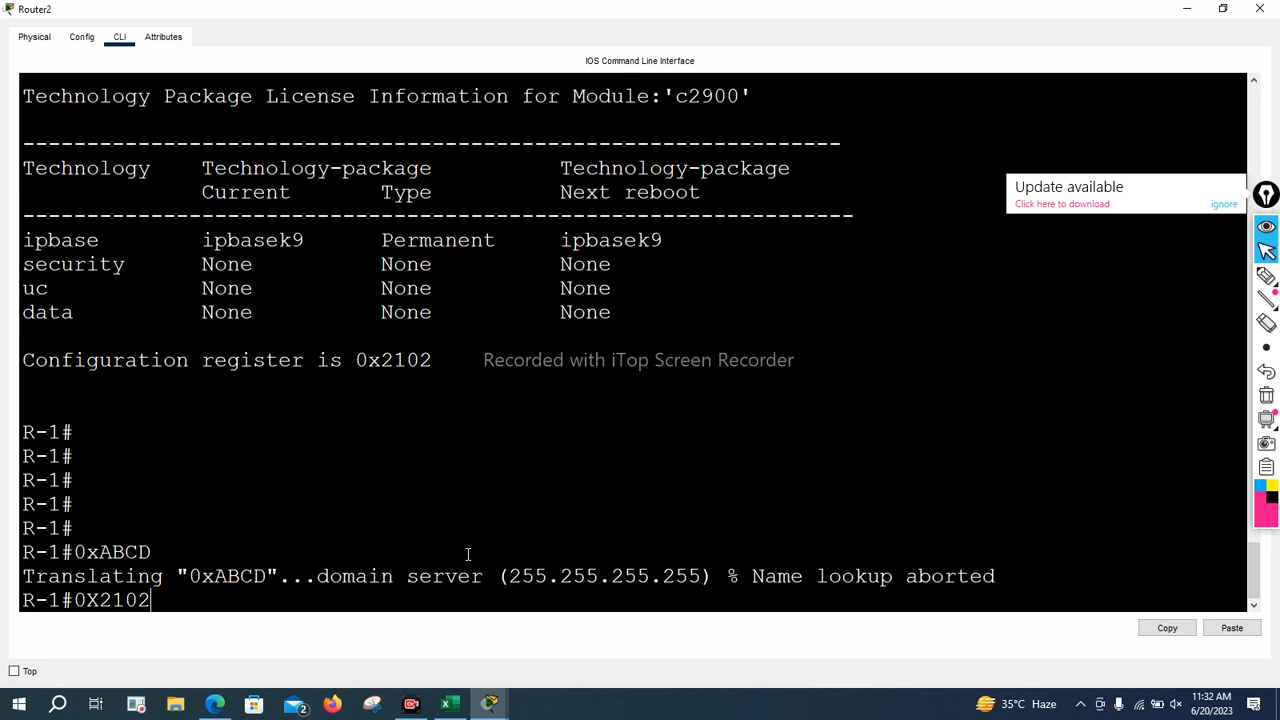 Router2
Physical Config CLI Attributes
IOS Command Line Interface
Technology Package License Information for Module:'c2900'
----------------------------------------------------------------
Technology Technology-package Technology-package
Current Type Next reboot
-----------------------------------------------------------------
ipbase ipbasek9 Permanent ipbasek9
security None None None
uc None None None
data None None None
Configuration register is 0x2102
Recorded with iTop Screen Recorder
R-1#
R-1#
R-1#
R-1#
R-1#
R-1#0xABCD
Translating "0xABCD"...domain server (255.255.255.255) % Name lookup aborted
R-1#0X2102
Update available
Click here to download ignore
Copy Paste
Top
2
35°C Haze
11:32 AM
6/20/2023